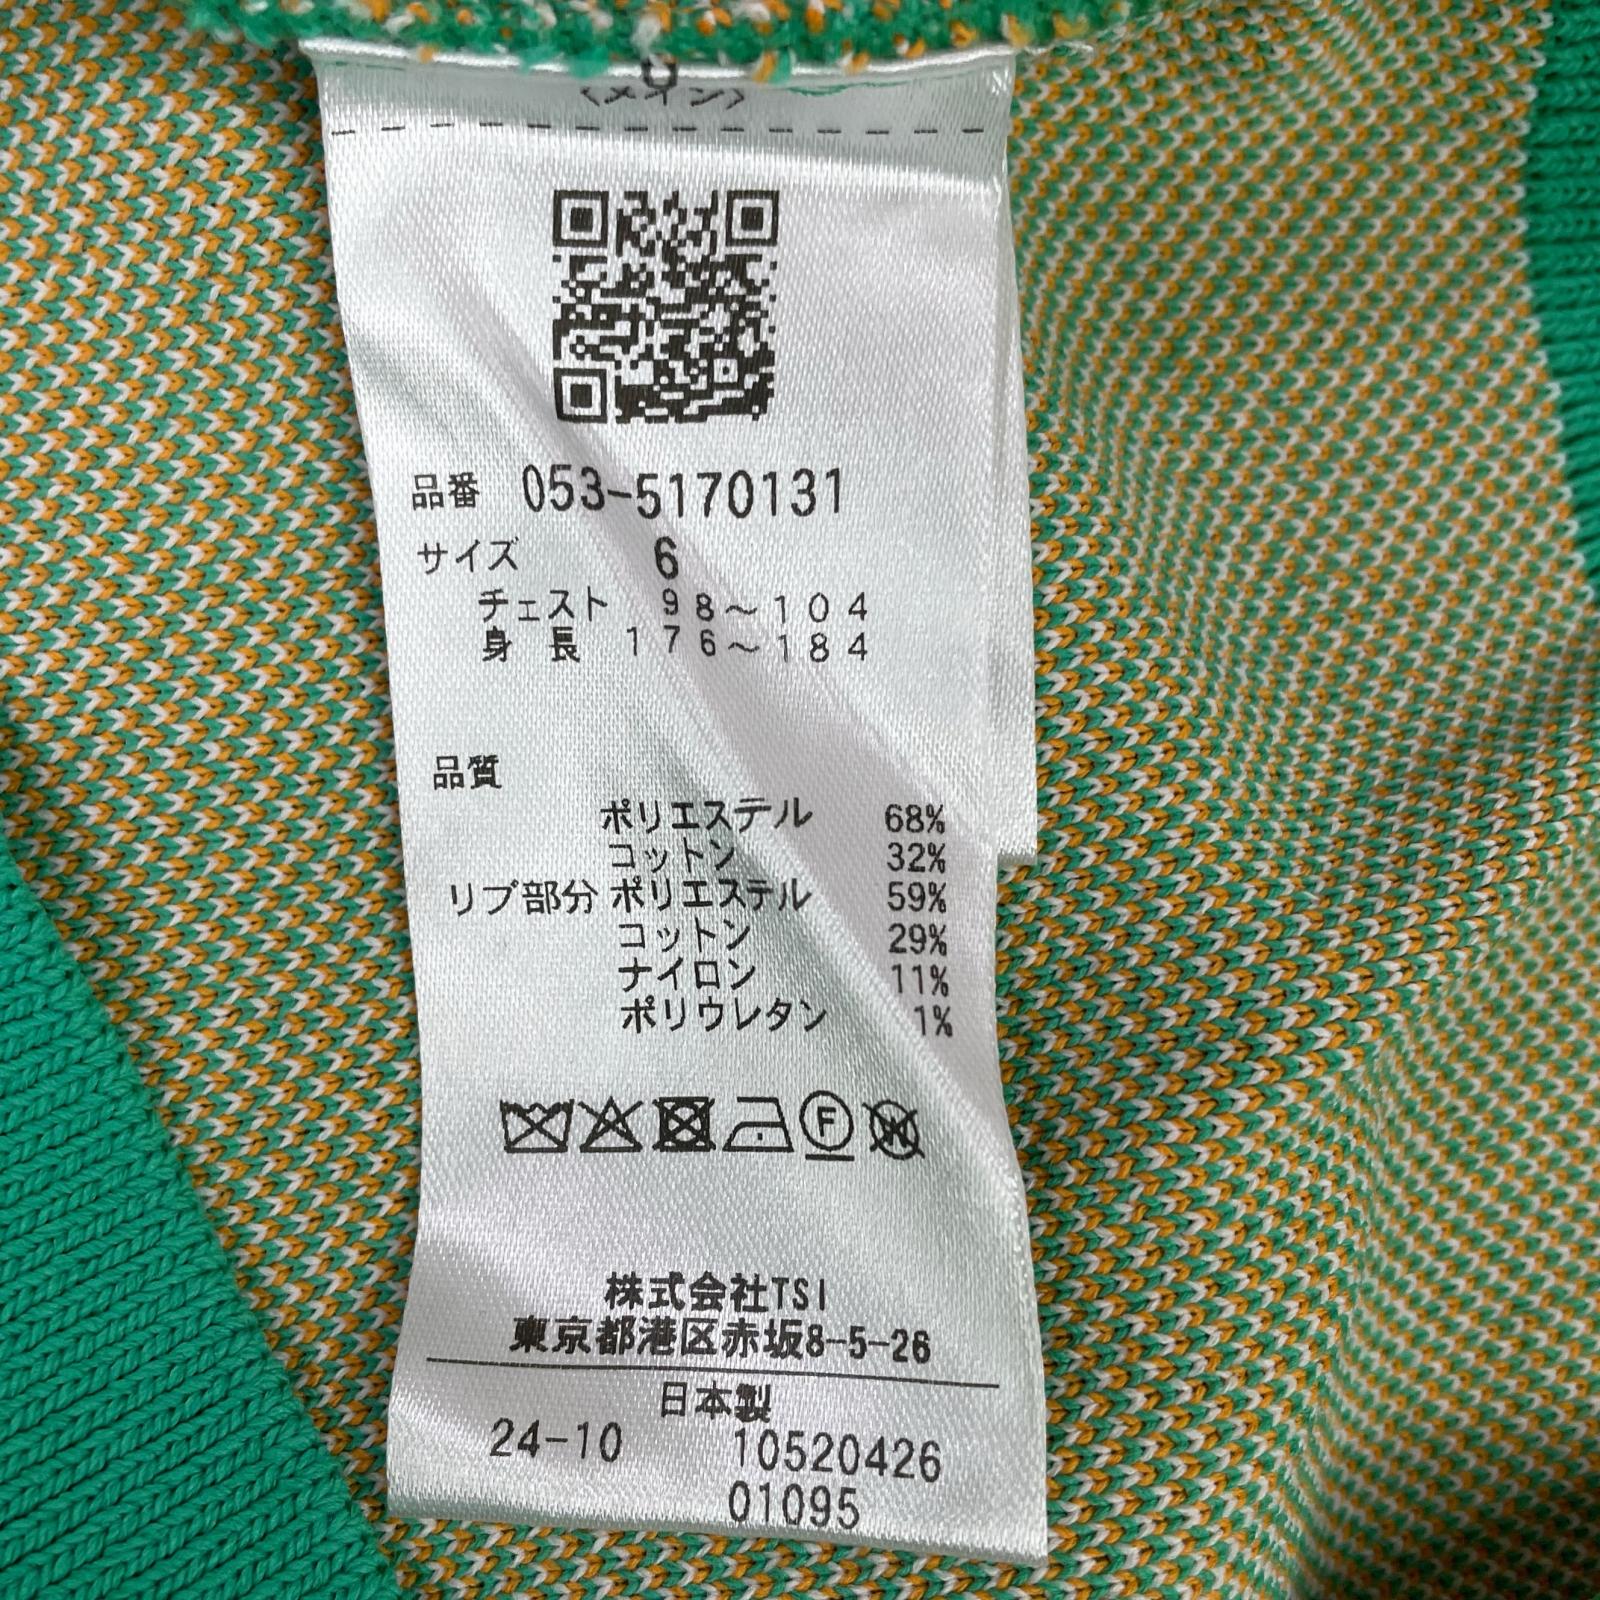 〈メイン〉
品番 053-5170131
サイズ 6
チェスト 98～104
身長 176～184
品質
ポリエステル 68%
コットン 32%
リブ部分 ポリエステル 59%
コットン 29%
ナイロン 11%
ポリウレタン 1%
F
W
株式会社TSI
東京都港区赤坂8-5-26
日本製
24-10 10520426
01095